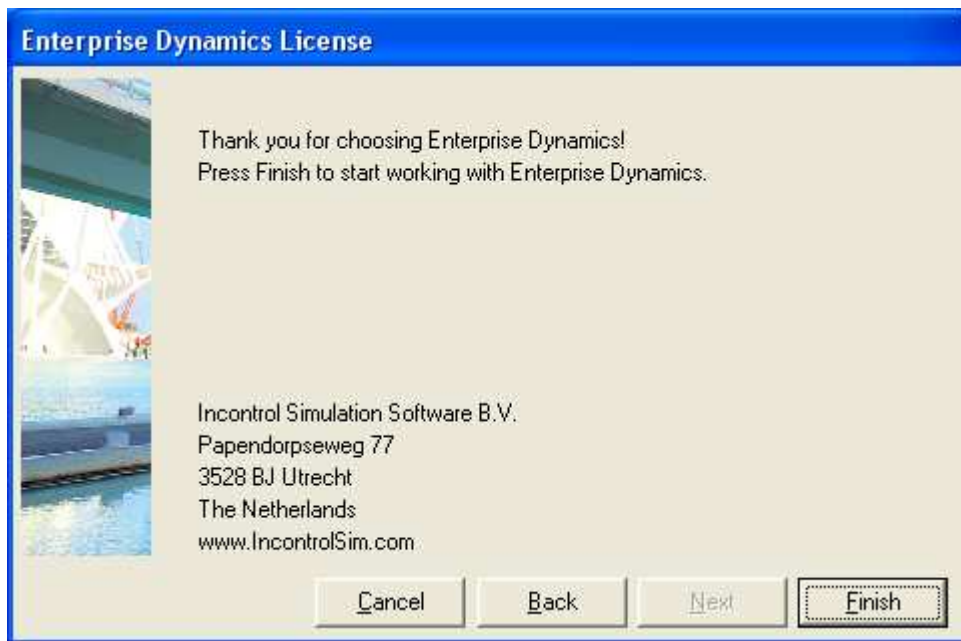 Enterprise Dynamics License
Thank you for choosing Enterprise Dynamics!
Press Finish to start working with Enterprise Dynamics.
Incontrol Simulation Software B.V.
Papendorpseweg 77
3528 BJ Utrecht
The Netherlands
www.IncontrolSim.com
Cancel Back Next Finish